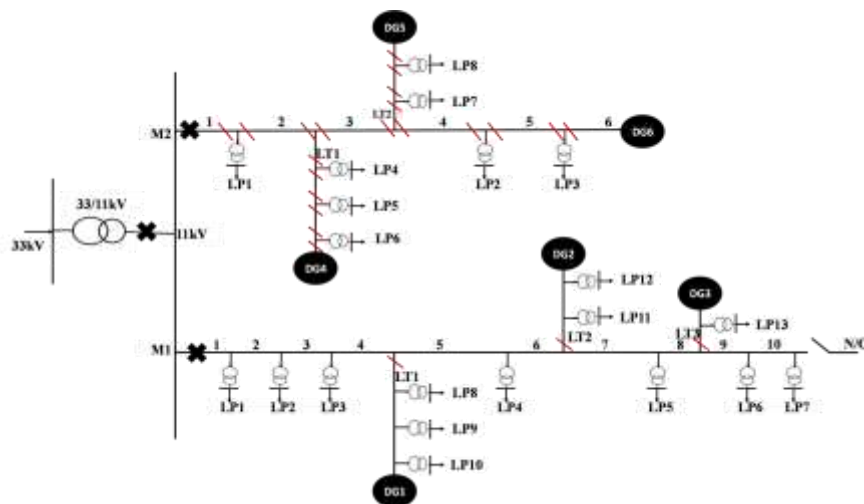 DG5
LP8
LP7
LT2
M2
1
2
3
4
5
6
DG6
LP1
LT1
LP4
LP2
LP3
LP5
LP6
DG4
33/11kV
33kV
11kV
DG2
LP12
DG3
LP11
LP13
LT2
LT3
N/O
M1
1
2
3
4
5
6
7
8
9
10
LT1
LP1
LP2
LP3
LP8
LP4
LP5
LP6
LP7
LP9
LP10
DG1